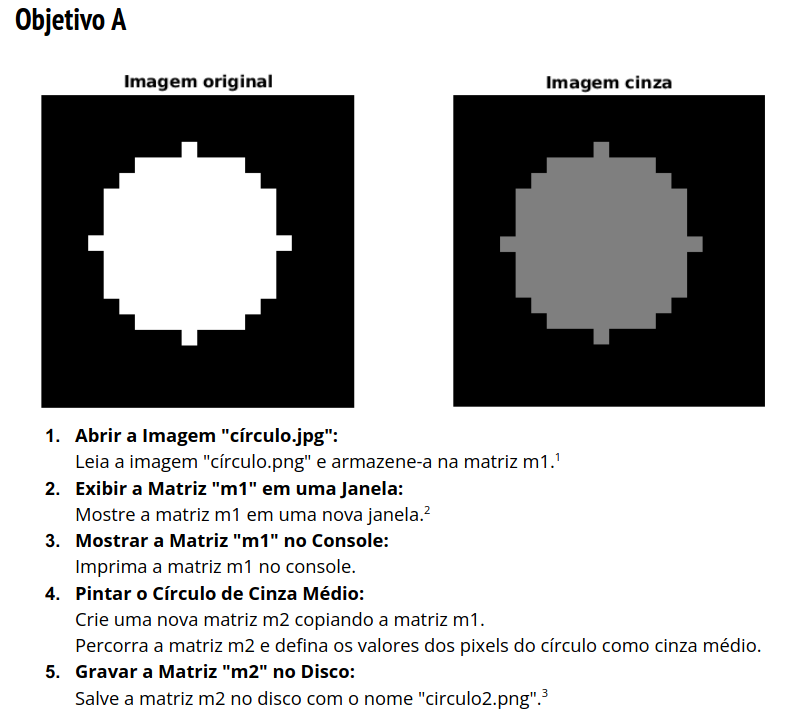 Objetivo A
Imagem original
Imagem cinza
1. Abrir a Imagem "círculo.jpg":
Leia a imagem "círculo.png" e armazene-a na matriz m1.¹
2. Exibir a Matriz "m1" em uma Janela:
Mostre a matriz m1 em uma nova janela.²
3. Mostrar a Matriz "m1" no Console:
Imprima a matriz m1 no console.
4. Pintar o Círculo de Cinza Médio:
Crie uma nova matriz m2 copiando a matriz m1.
Percorra a matriz m2 e defina os valores dos pixels do círculo como cinza médio.
5. Gravar a Matriz "m2" no Disco:
Salve a matriz m2 no disco com o nome "circulo2.png".³